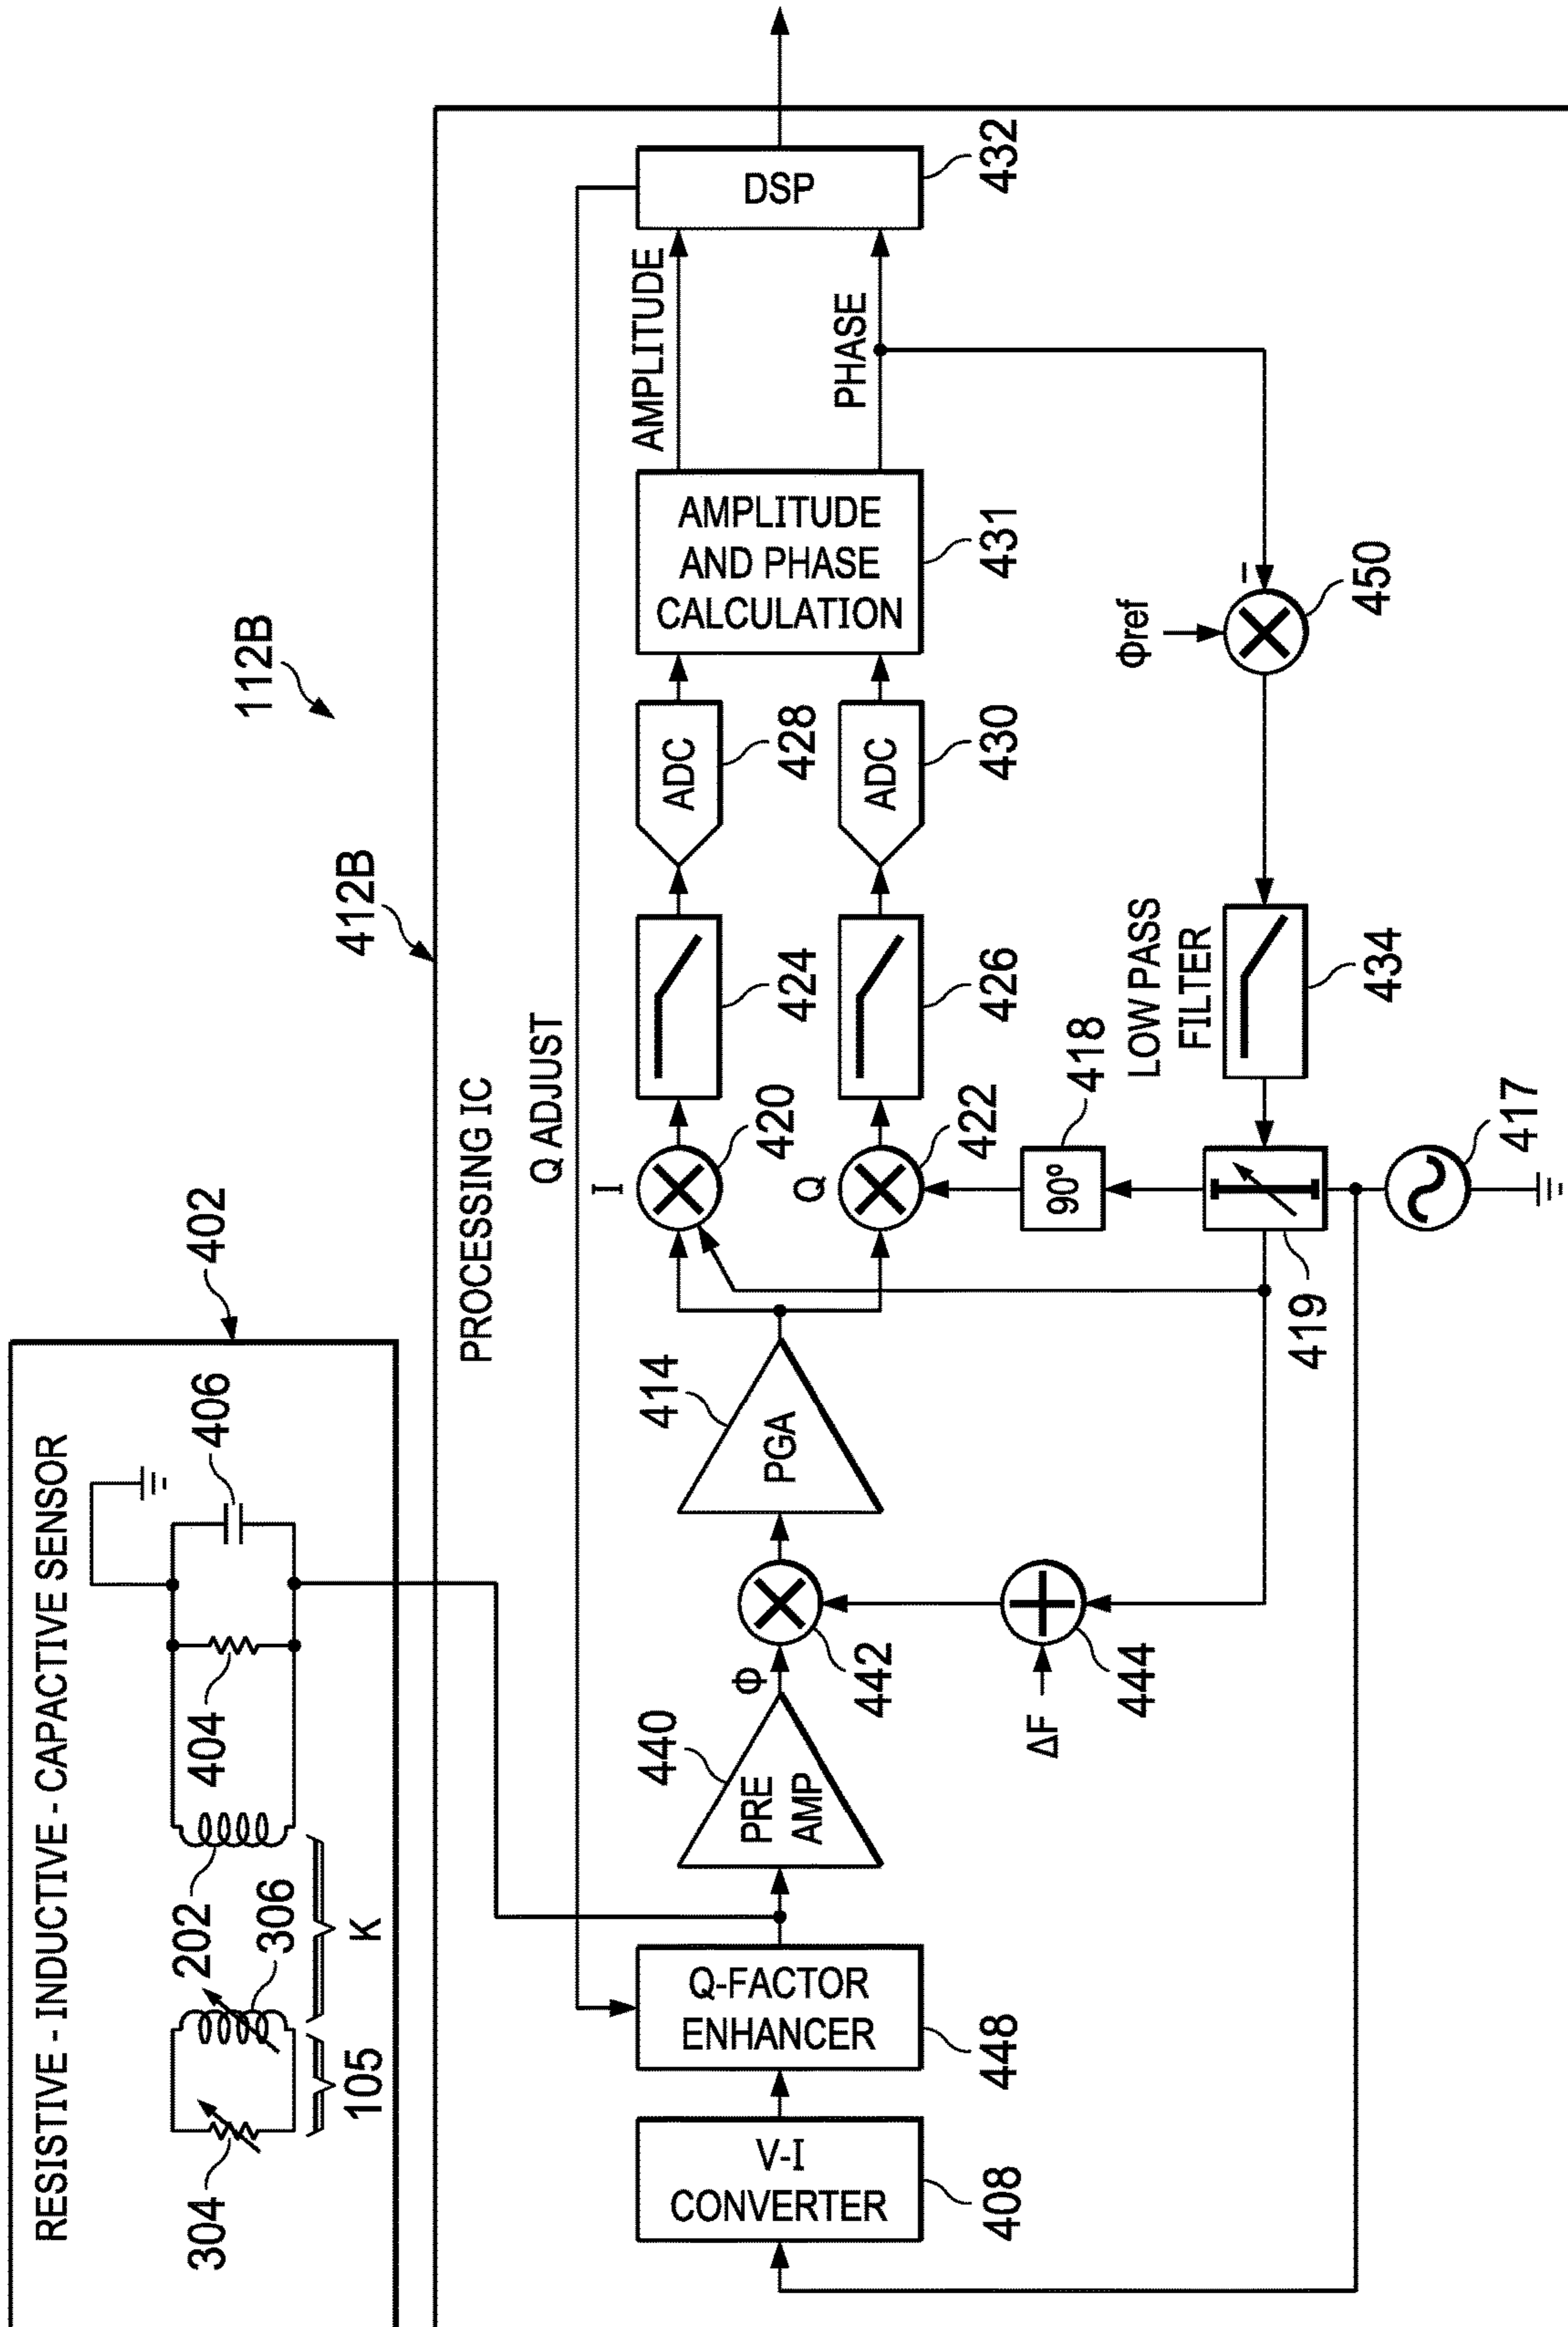 112B
RESISTIVE - INDUCTIVE - CAPACTIVE SENSOR
402
304
105
306
202
K
404
406
412B
PROCESSING IC
Q ADJUST
V-I
CONVERTER
408
Q-FACTOR
ENHANCER
448
PRE
AMP
440
Φ
442
ΔF
444
PGA
414
I
420
Q
422
90º
418
419
417
424
426
ADC
428
ADC
430
AMPLITUDE
AND PHASE
CALCULATION
431
AMPLITUDE
PHASE
DSP
432
Φref
–
450
LOW PASS
FILTER
434